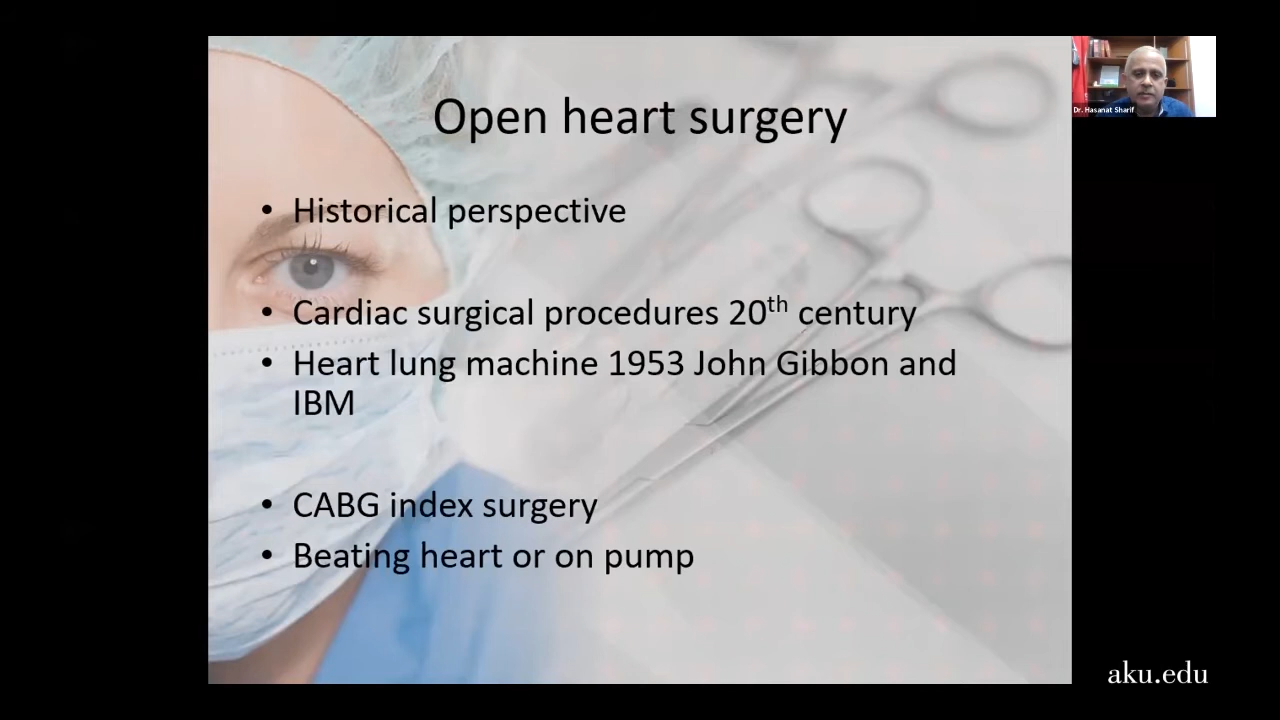 Open heart surgery
Dr. Hasanat Sharif
• Historical perspective
• Cardiac surgical procedures 20th century
• Heart lung machine 1953 John Gibbon and
IBM
• CABG index surgery
• Beating heart or on pump
aku.edu